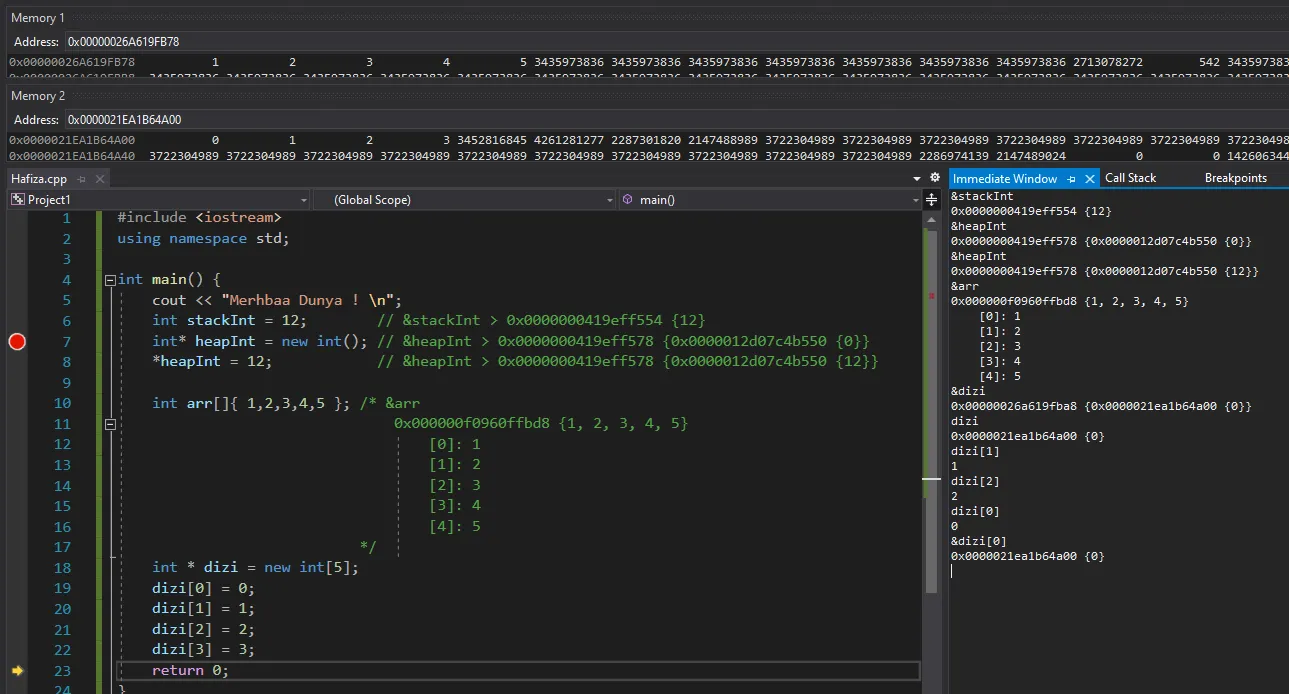 Memory 1
Address: 0x00000026A619FB78
0x00000026A619FB78 1 2 3 4 5 3435973836 3435973836 3435973836 3435973836 3435973836 3435973836 3435973836 2713078272 542
Memory 2
Address: 0x0000021EA1B64A00
0x0000021EA1B64A00 0 1 2 3 3452816845 4261281277 2287301820 2147488989 3722304989 3722304989 3722304989 3722304989 3722304989 3722304989
0x0000021EA1B64A40 3722304989 3722304989 3722304989 3722304989 3722304989 3722304989 3722304989 3722304989 3722304989 3722304989 2286974139 2147489024 0 0
Hafiza.cpp
Project1 (Global Scope) main()
1 #include <iostream>
2 using namespace std;
3
4 int main() {
5 cout << "Merhbaa Dunya ! \n";
6 int stackInt = 12; // &stackInt > 0x0000000419eff554 {12}
7 int* heapInt = new int(); // &heapInt > 0x0000000419eff578 {0x0000012d07c4b550 {0}}
8 *heapInt = 12; // &heapInt > 0x0000000419eff578 {0x0000012d07c4b550 {12}}
9
10 int arr[]{ 1,2,3,4,5 }; /* &arr
11 0x000000f0960ffbd8 {1, 2, 3, 4, 5}
12 [0]: 1
13 [1]: 2
14 [2]: 3
15 [3]: 4
16 [4]: 5
17 */
18 int * dizi = new int[5];
19 dizi[0] = 0;
20 dizi[1] = 1;
21 dizi[2] = 2;
22 dizi[3] = 3;
23 return 0;
24 }
Immediate Window Call Stack Breakpoints
&stackInt
0x0000000419eff554 {12}
&heapInt
0x0000000419eff578 {0x0000012d07c4b550 {0}}
&heapInt
0x0000000419eff578 {0x0000012d07c4b550 {12}}
&arr
0x000000f0960ffbd8 {1, 2, 3, 4, 5}
[0]: 1
[1]: 2
[2]: 3
[3]: 4
[4]: 5
&dizi
0x00000026a619fba8 {0x0000021ea1b64a00 {0}}
dizi
0x0000021ea1b64a00 {0}
dizi[1]
1
dizi[2]
2
dizi[0]
0
&dizi[0]
0x0000021ea1b64a00 {0}